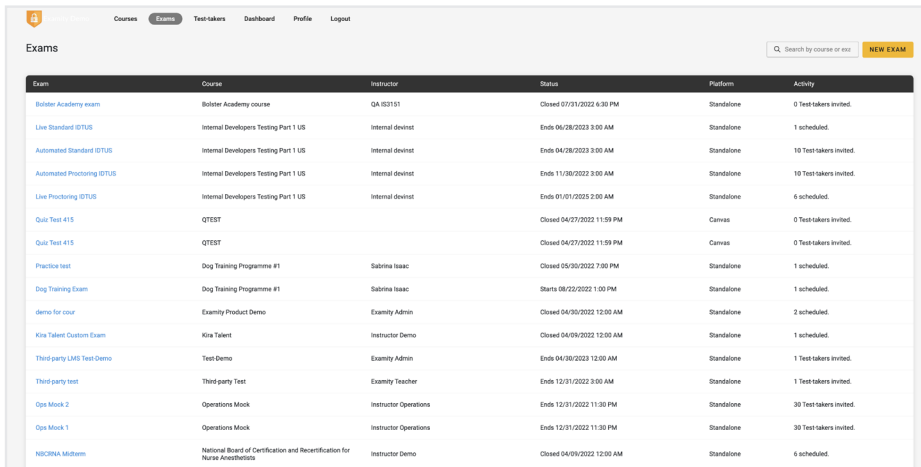 Courses Exams Test-takers Dashboard Profile Logout
Exams
Search by course or exa NEW EXAM
Exam Course Instructor Status Platform Activity
Bolster Academy exam Bolster Academy course QA IS3151 Closed 07/31/2022 6:30 PM Standalone 0 Test-takers invited.
Live Standard IDTUS Internal Developers Testing Part 1 US Internal devinst Ends 06/28/2023 3:00 AM Standalone 1 scheduled.
Automated Standard IDTUS Internal Developers Testing Part 1 US Internal devinst Ends 04/28/2023 3:00 AM Standalone 10 Test-takers invited.
Automated Proctoring IDTUS Internal Developers Testing Part 1 US Internal devinst Ends 11/30/2022 3:00 AM Standalone 10 Test-takers invited.
Live Proctoring IDTUS Internal Developers Testing Part 1 US Internal devinst Ends 01/01/2025 2:00 AM Standalone 6 scheduled.
Quiz Test 415 QTEST Closed 04/27/2022 11:59 PM Canvas 0 Test-takers invited.
Quiz Test 415 QTEST Closed 04/27/2022 11:59 PM Canvas 0 Test-takers invited.
Practice test Dog Training Programme #1 Sabrina Isaac Closed 05/30/2022 7:00 PM Standalone 1 scheduled.
Dog Training Exam Dog Training Programme #1 Sabrina Isaac Starts 08/22/2022 1:00 PM Standalone 1 scheduled.
demo for cour Examity Product Demo Examity Admin Closed 04/30/2022 12:00 AM Standalone 2 scheduled.
Kira Talent Custom Exam Kira Talent Instructor Demo Closed 04/09/2022 12:00 AM Standalone 1 scheduled.
Third-party LMS Test-Demo Test-Demo Examity Admin Ends 04/30/2023 12:00 AM Standalone 1 Test-takers invited.
Third-party test Third-party Test Examity Teacher Ends 12/31/2022 3:00 AM Standalone 1 Test-takers invited.
Ops Mock 2 Operations Mock Instructor Operations Ends 12/31/2022 11:30 PM Standalone 30 Test-takers invited.
Ops Mock 1 Operations Mock Instructor Operations Ends 12/31/2022 11:30 PM Standalone 30 Test-takers invited.
NBCRNA Midterm National Board of Certification and Recertification for Instructor Demo Closed 04/09/2022 12:00 AM Standalone 6 scheduled.
Nurse Anesthetists